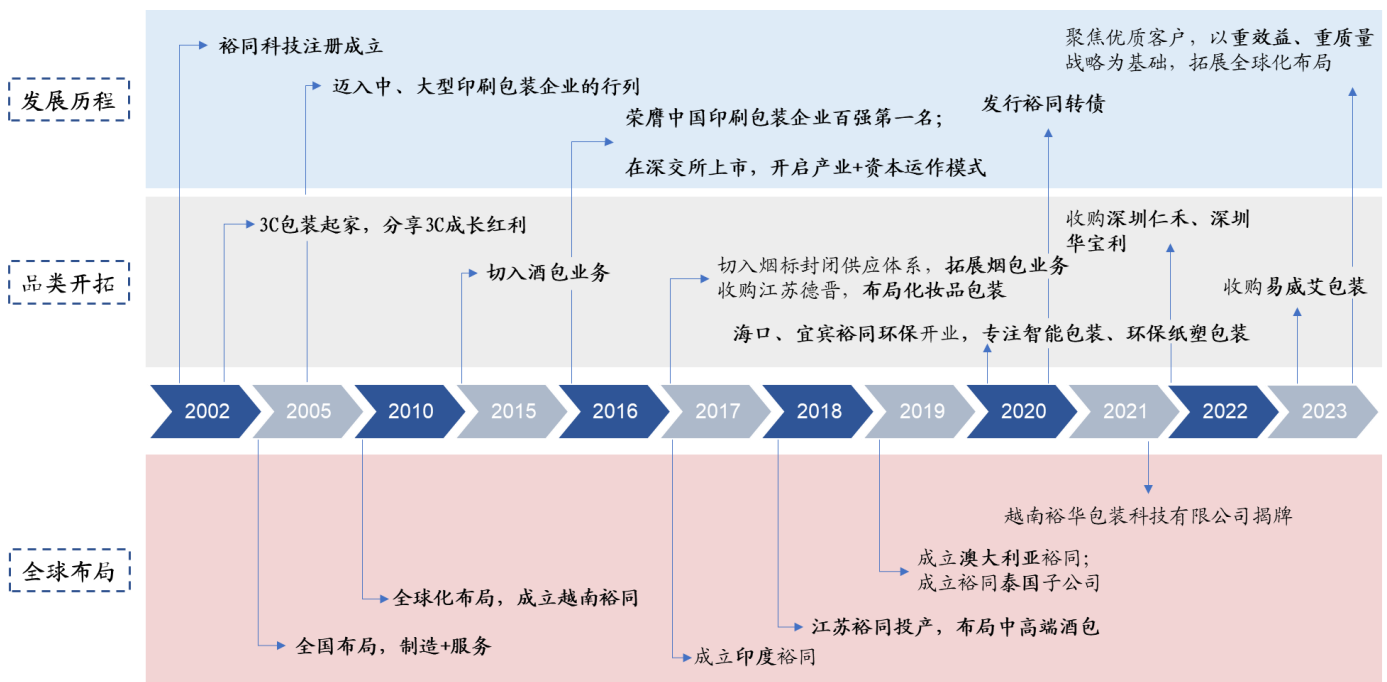 发展历程
裕同科技注册成立
迈入中、大型印刷包装企业的行列
荣膺中国印刷包装企业百强第一名；
在深交所上市，开启产业+资本运作模式
发行裕同转债
聚焦优质客户，以重效益、重质量
战略为基础，拓展全球化布局
品类开拓
3C包装起家，分享3C成长红利
切入酒包业务
切入烟标封闭供应体系，拓展烟包业务
收购江苏德晋，布局化妆品包装
海口、宜宾裕同环保开业，专注智能包装、环保纸塑包装
收购深圳仁禾、深圳
华宝利
收购易威艾包装
2002
2005
2010
2015
2016
2017
2018
2019
2020
2021
2022
2023
全球布局
全国布局，制造+服务
全球化布局，成立越南裕同
成立印度裕同
江苏裕同投产，布局中高端酒包
成立澳大利亚裕同；
成立裕同泰国子公司
越南裕华包装科技有限公司揭牌